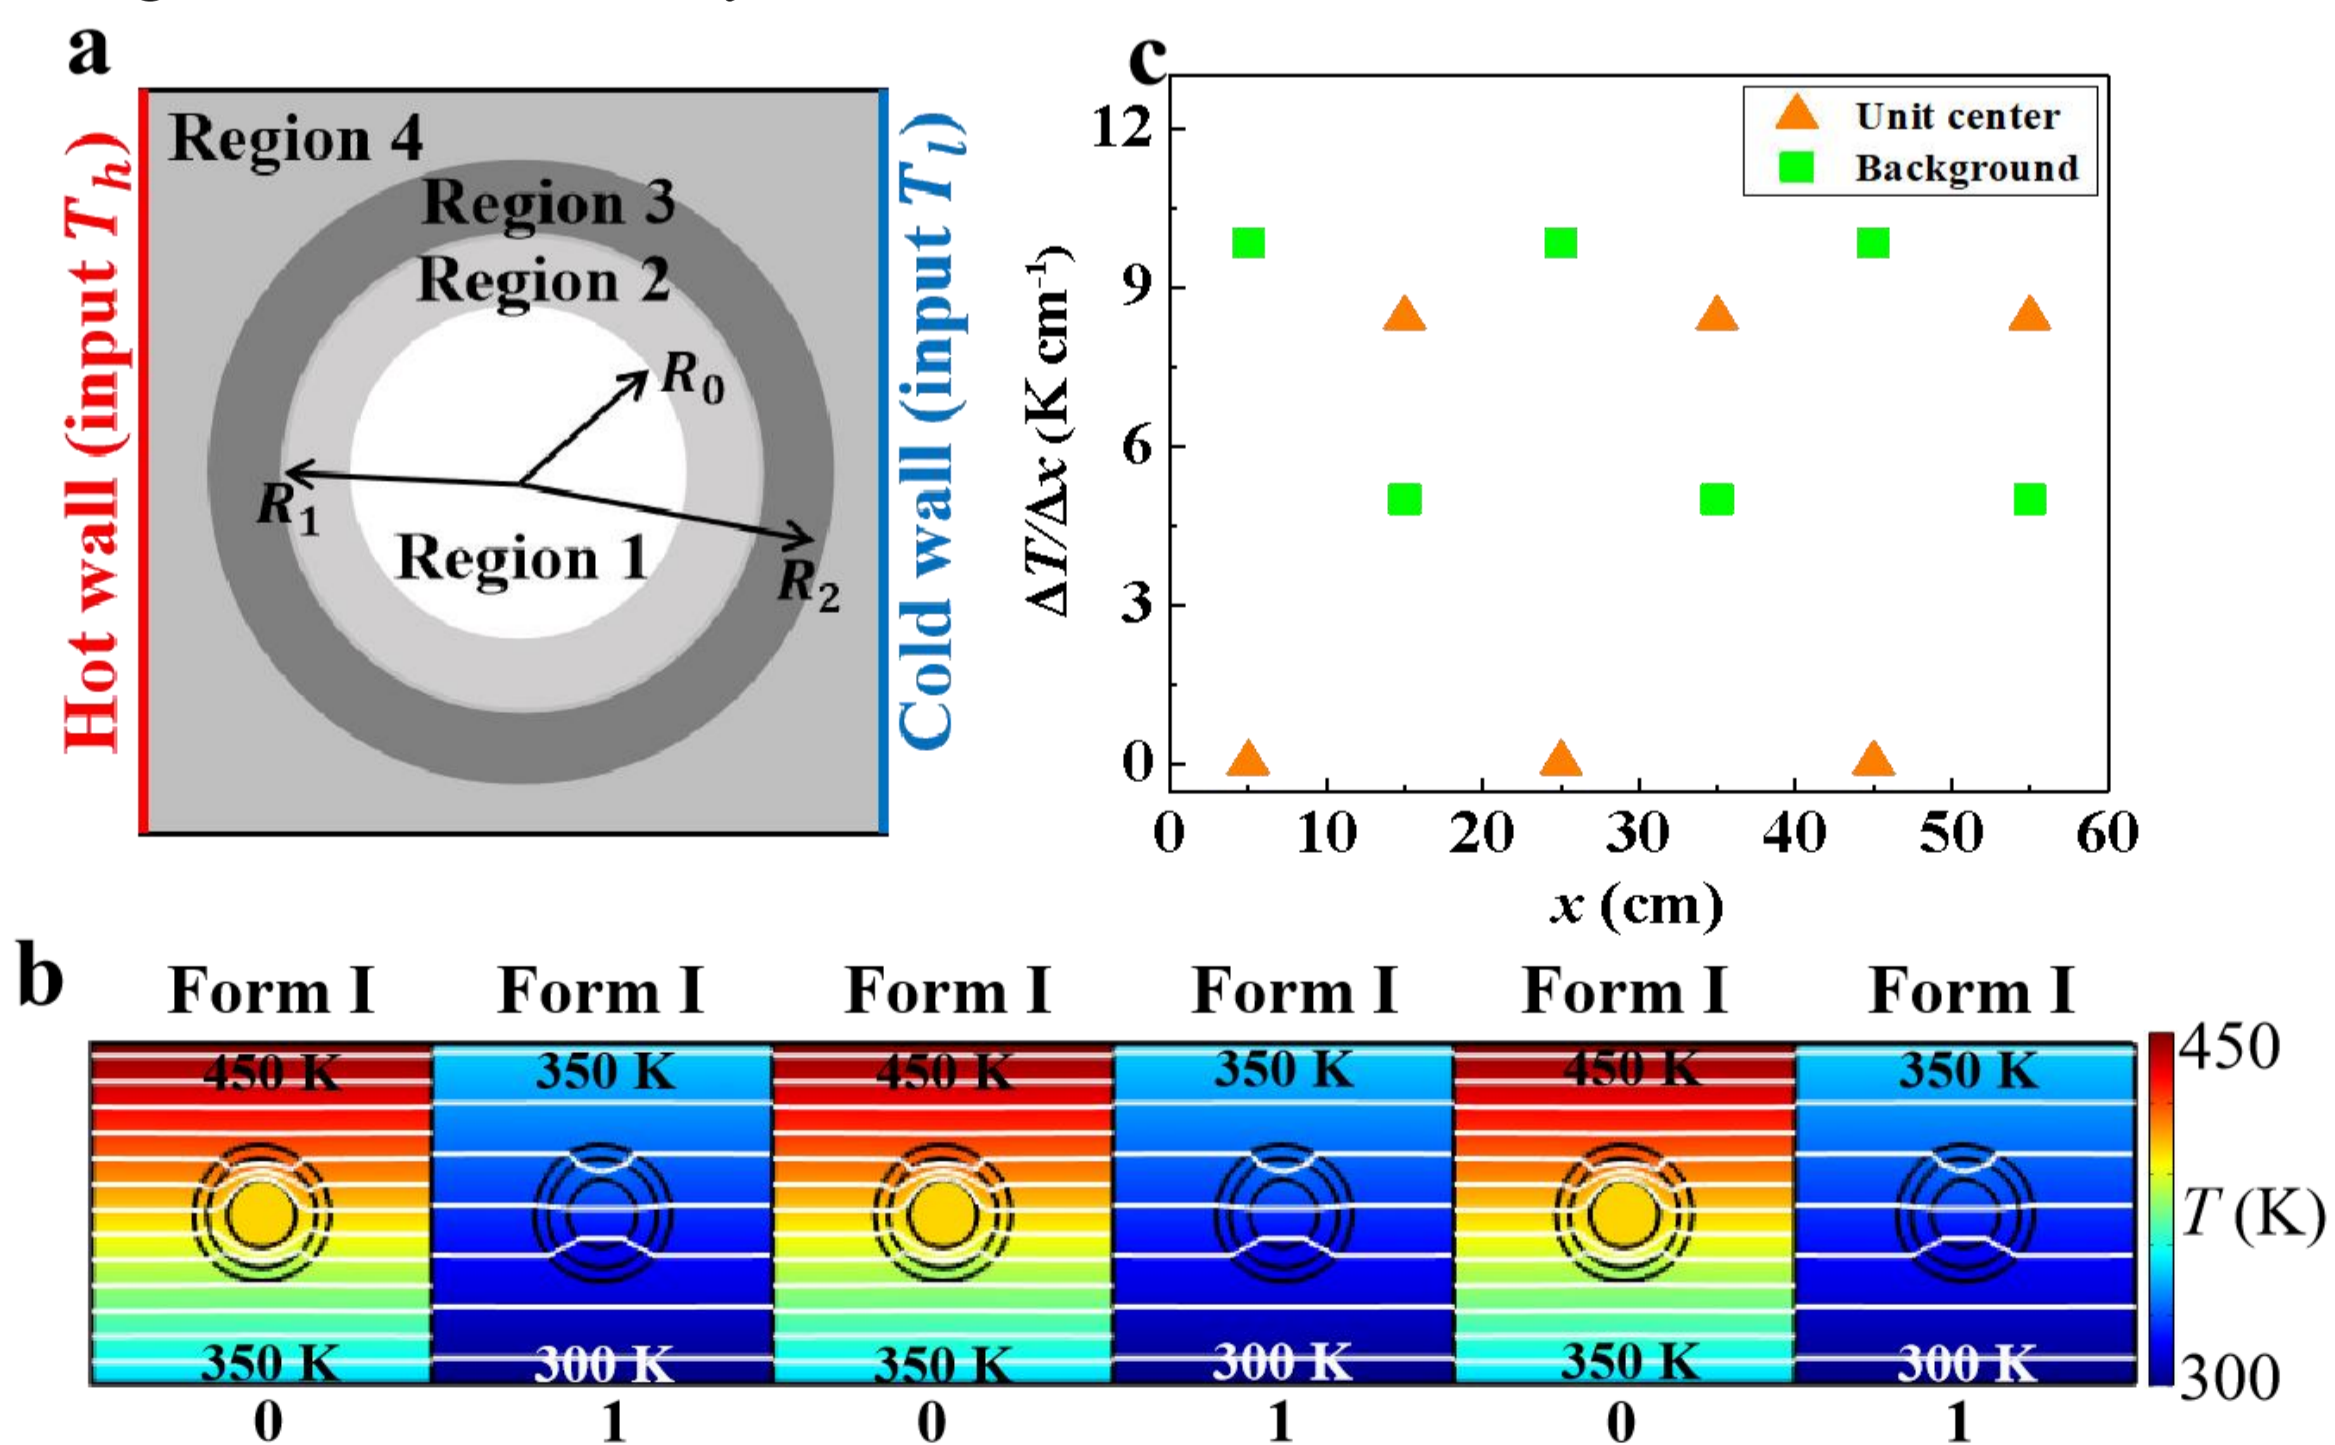 a
Region 4
Region 3
Region 2
R0
R1
R2
Region 1
Hot wall (input Th)
Cold wall (input Tl)
c
Unit center
Background
ΔT/Δx (K cm-1)
12
9
6
3
0
0 10 20 30 40 50 60
x (cm)
b
Form I Form I Form I Form I Form I Form I
450 K 350 K 450 K 350 K 450 K 350 K
350 K 300 K 350 K 300 K 350 K 300 K
0 1 0 1 0 1
450
T (K)
300